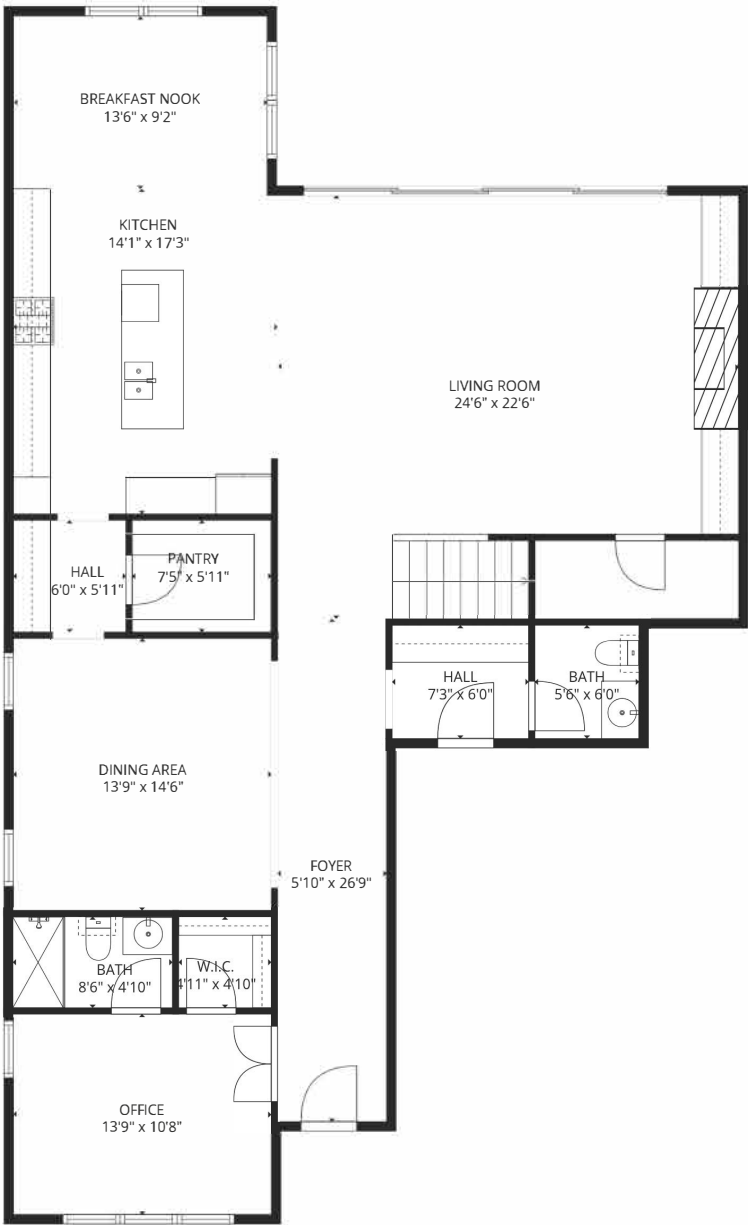 BREAKFAST NOOK
13'6" x 9'2"
KITCHEN
14'1" x 17'3"
LIVING ROOM
24'6" x 22'6"
HALL
6'0" x 5'11"
PANTRY
7'5" x 5'11"
HALL
7'3" x 6'0"
BATH
5'6" x 6'0"
DINING AREA
13'9" x 14'6"
FOYER
5'10" x 26'9"
BATH
8'6" x 4'10"
W.I.C.
4'11" x 4'10"
OFFICE
13'9" x 10'8"